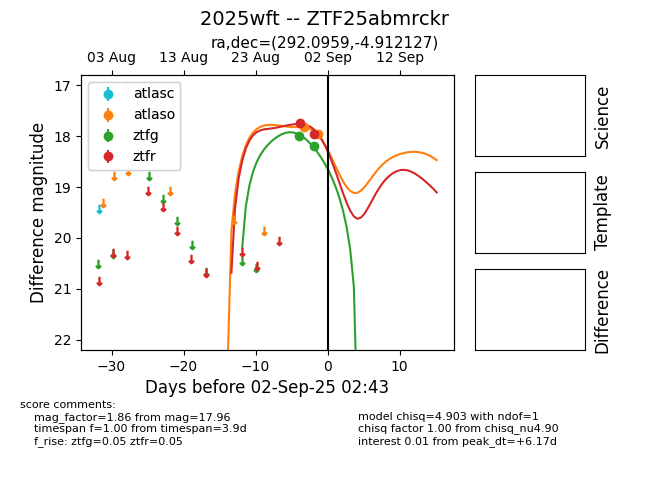 2025wft -- ZTF25abmrckr
ra,dec=(292.0959,-4.912127)
03 Aug 13 Aug 23 Aug 02 Sep 12 Sep
atlasc
atlaso
ztfg
ztfr
17
18
19
20
21
22
Difference magnitude
−30 −20 −10 0 10
Days before 02-Sep-25 02:43
Science
Template
Difference
score comments:
mag_factor=1.86 from mag=17.96
timespan f=1.00 from timespan=3.9d
f_rise: ztfg=0.05 ztfr=0.05
model chisq=4.903 with ndof=1
chisq factor 1.00 from chisq_nu4.90
interest 0.01 from peak_dt=+6.17d